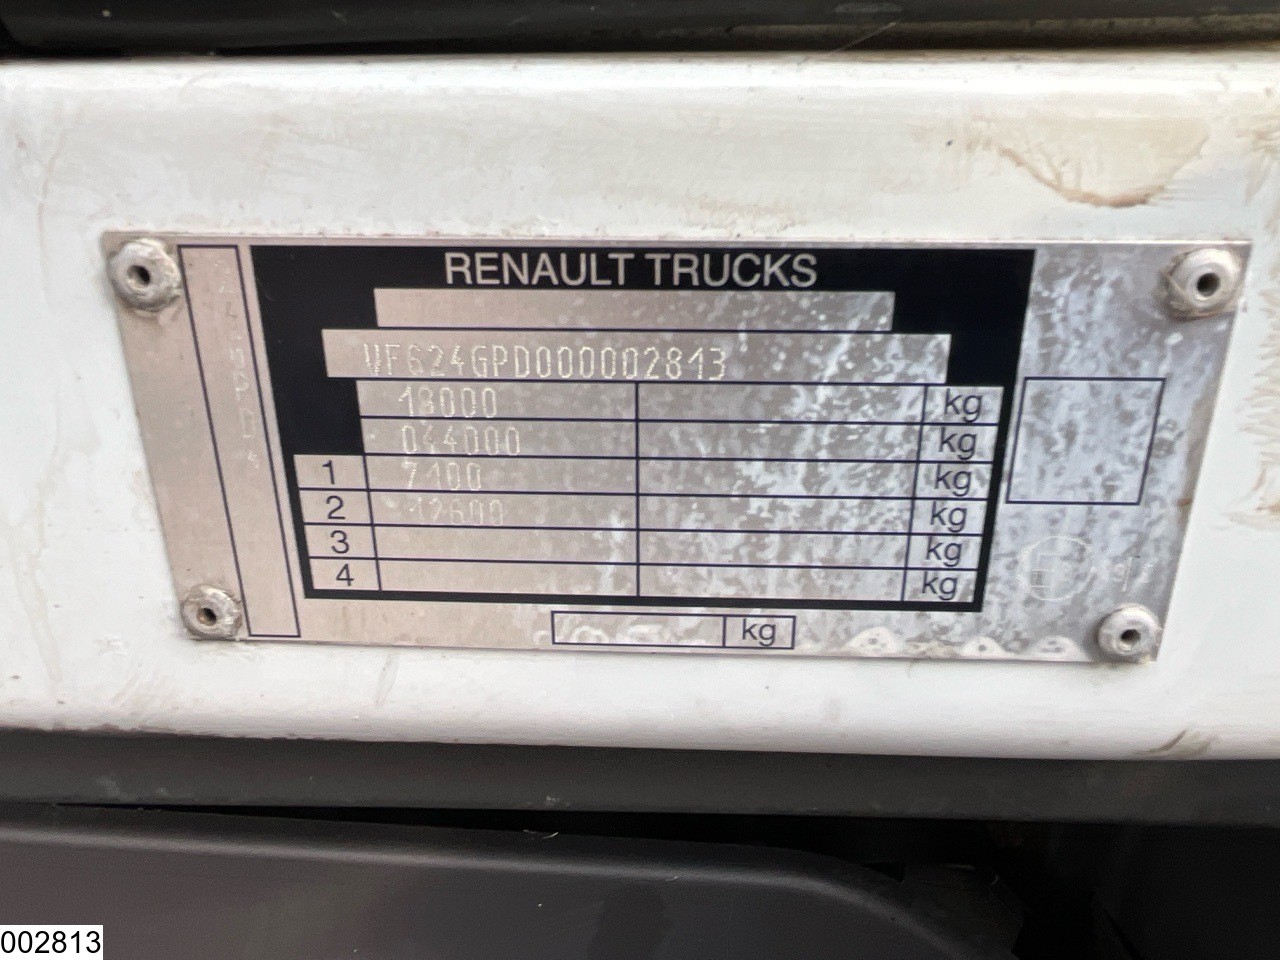 RENAULT TRUCKS
VF624GPD000002813
18000 kg
044000 kg
1 7100 kg
2 12600 kg
3 kg
4 kg
kg
24GPD4
002813